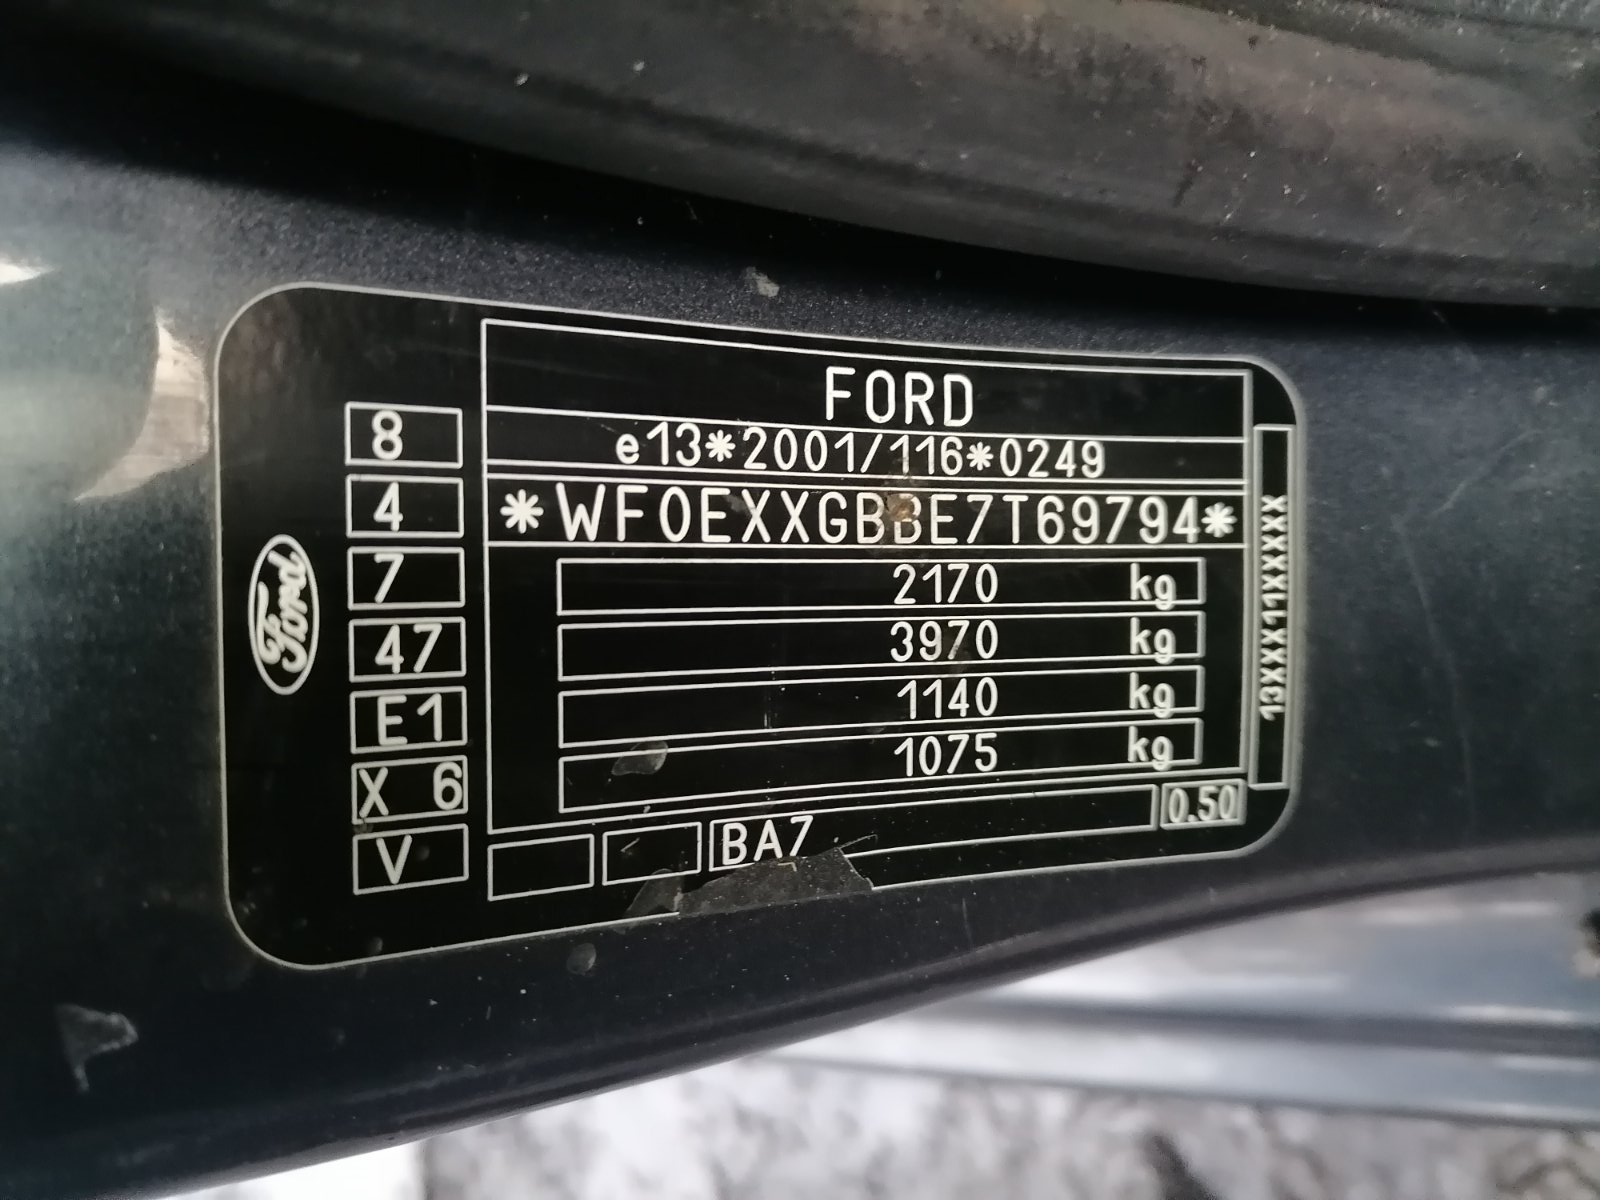 FORD
e13*2001/116*0249
*WF0EXXGBBE7T69794*
2170 kg
3970 kg
1140 kg
1075 kg
BA7
0.50
8
4
7
47
E1
X 6
V
Ford
13XXX11XXXXXX